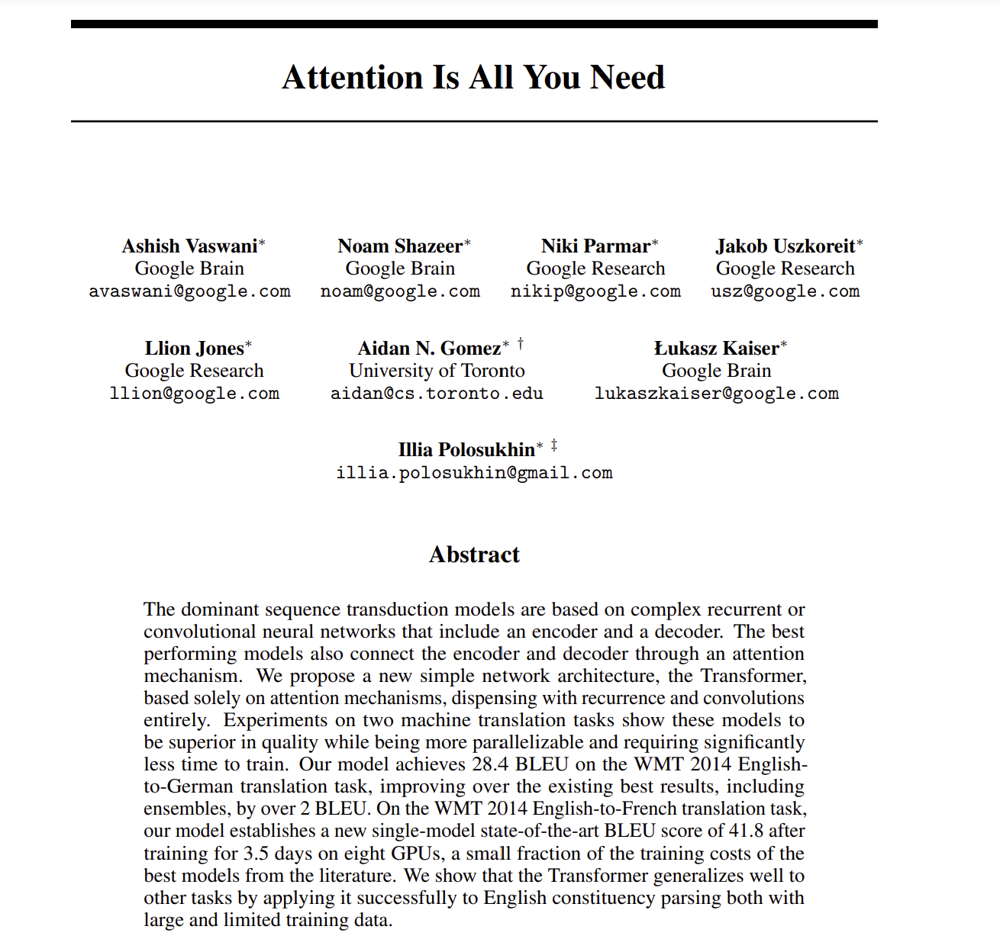 Attention Is All You Need
Ashish Vaswani*
Google Brain
avaswani@google.com
Noam Shazeer*
Google Brain
noam@google.com
Niki Parmar*
Google Research
nikip@google.com
Jakob Uszkoreit*
Google Research
usz@google.com
Llion Jones*
Google Research
llion@google.com
Aidan N. Gomez* †
University of Toronto
aidan@cs.toronto.edu
Łukasz Kaiser*
Google Brain
lukaszkaiser@google.com
Illia Polosukhin* ‡
illia.polosukhin@gmail.com
Abstract
The dominant sequence transduction models are based on complex recurrent or
convolutional neural networks that include an encoder and a decoder. The best
performing models also connect the encoder and decoder through an attention
mechanism. We propose a new simple network architecture, the Transformer,
based solely on attention mechanisms, dispensing with recurrence and convolutions
entirely. Experiments on two machine translation tasks show these models to
be superior in quality while being more parallelizable and requiring significantly
less time to train. Our model achieves 28.4 BLEU on the WMT 2014 English-
to-German translation task, improving over the existing best results, including
ensembles, by over 2 BLEU. On the WMT 2014 English-to-French translation task,
our model establishes a new single-model state-of-the-art BLEU score of 41.8 after
training for 3.5 days on eight GPUs, a small fraction of the training costs of the
best models from the literature. We show that the Transformer generalizes well to
other tasks by applying it successfully to English constituency parsing both with
large and limited training data.